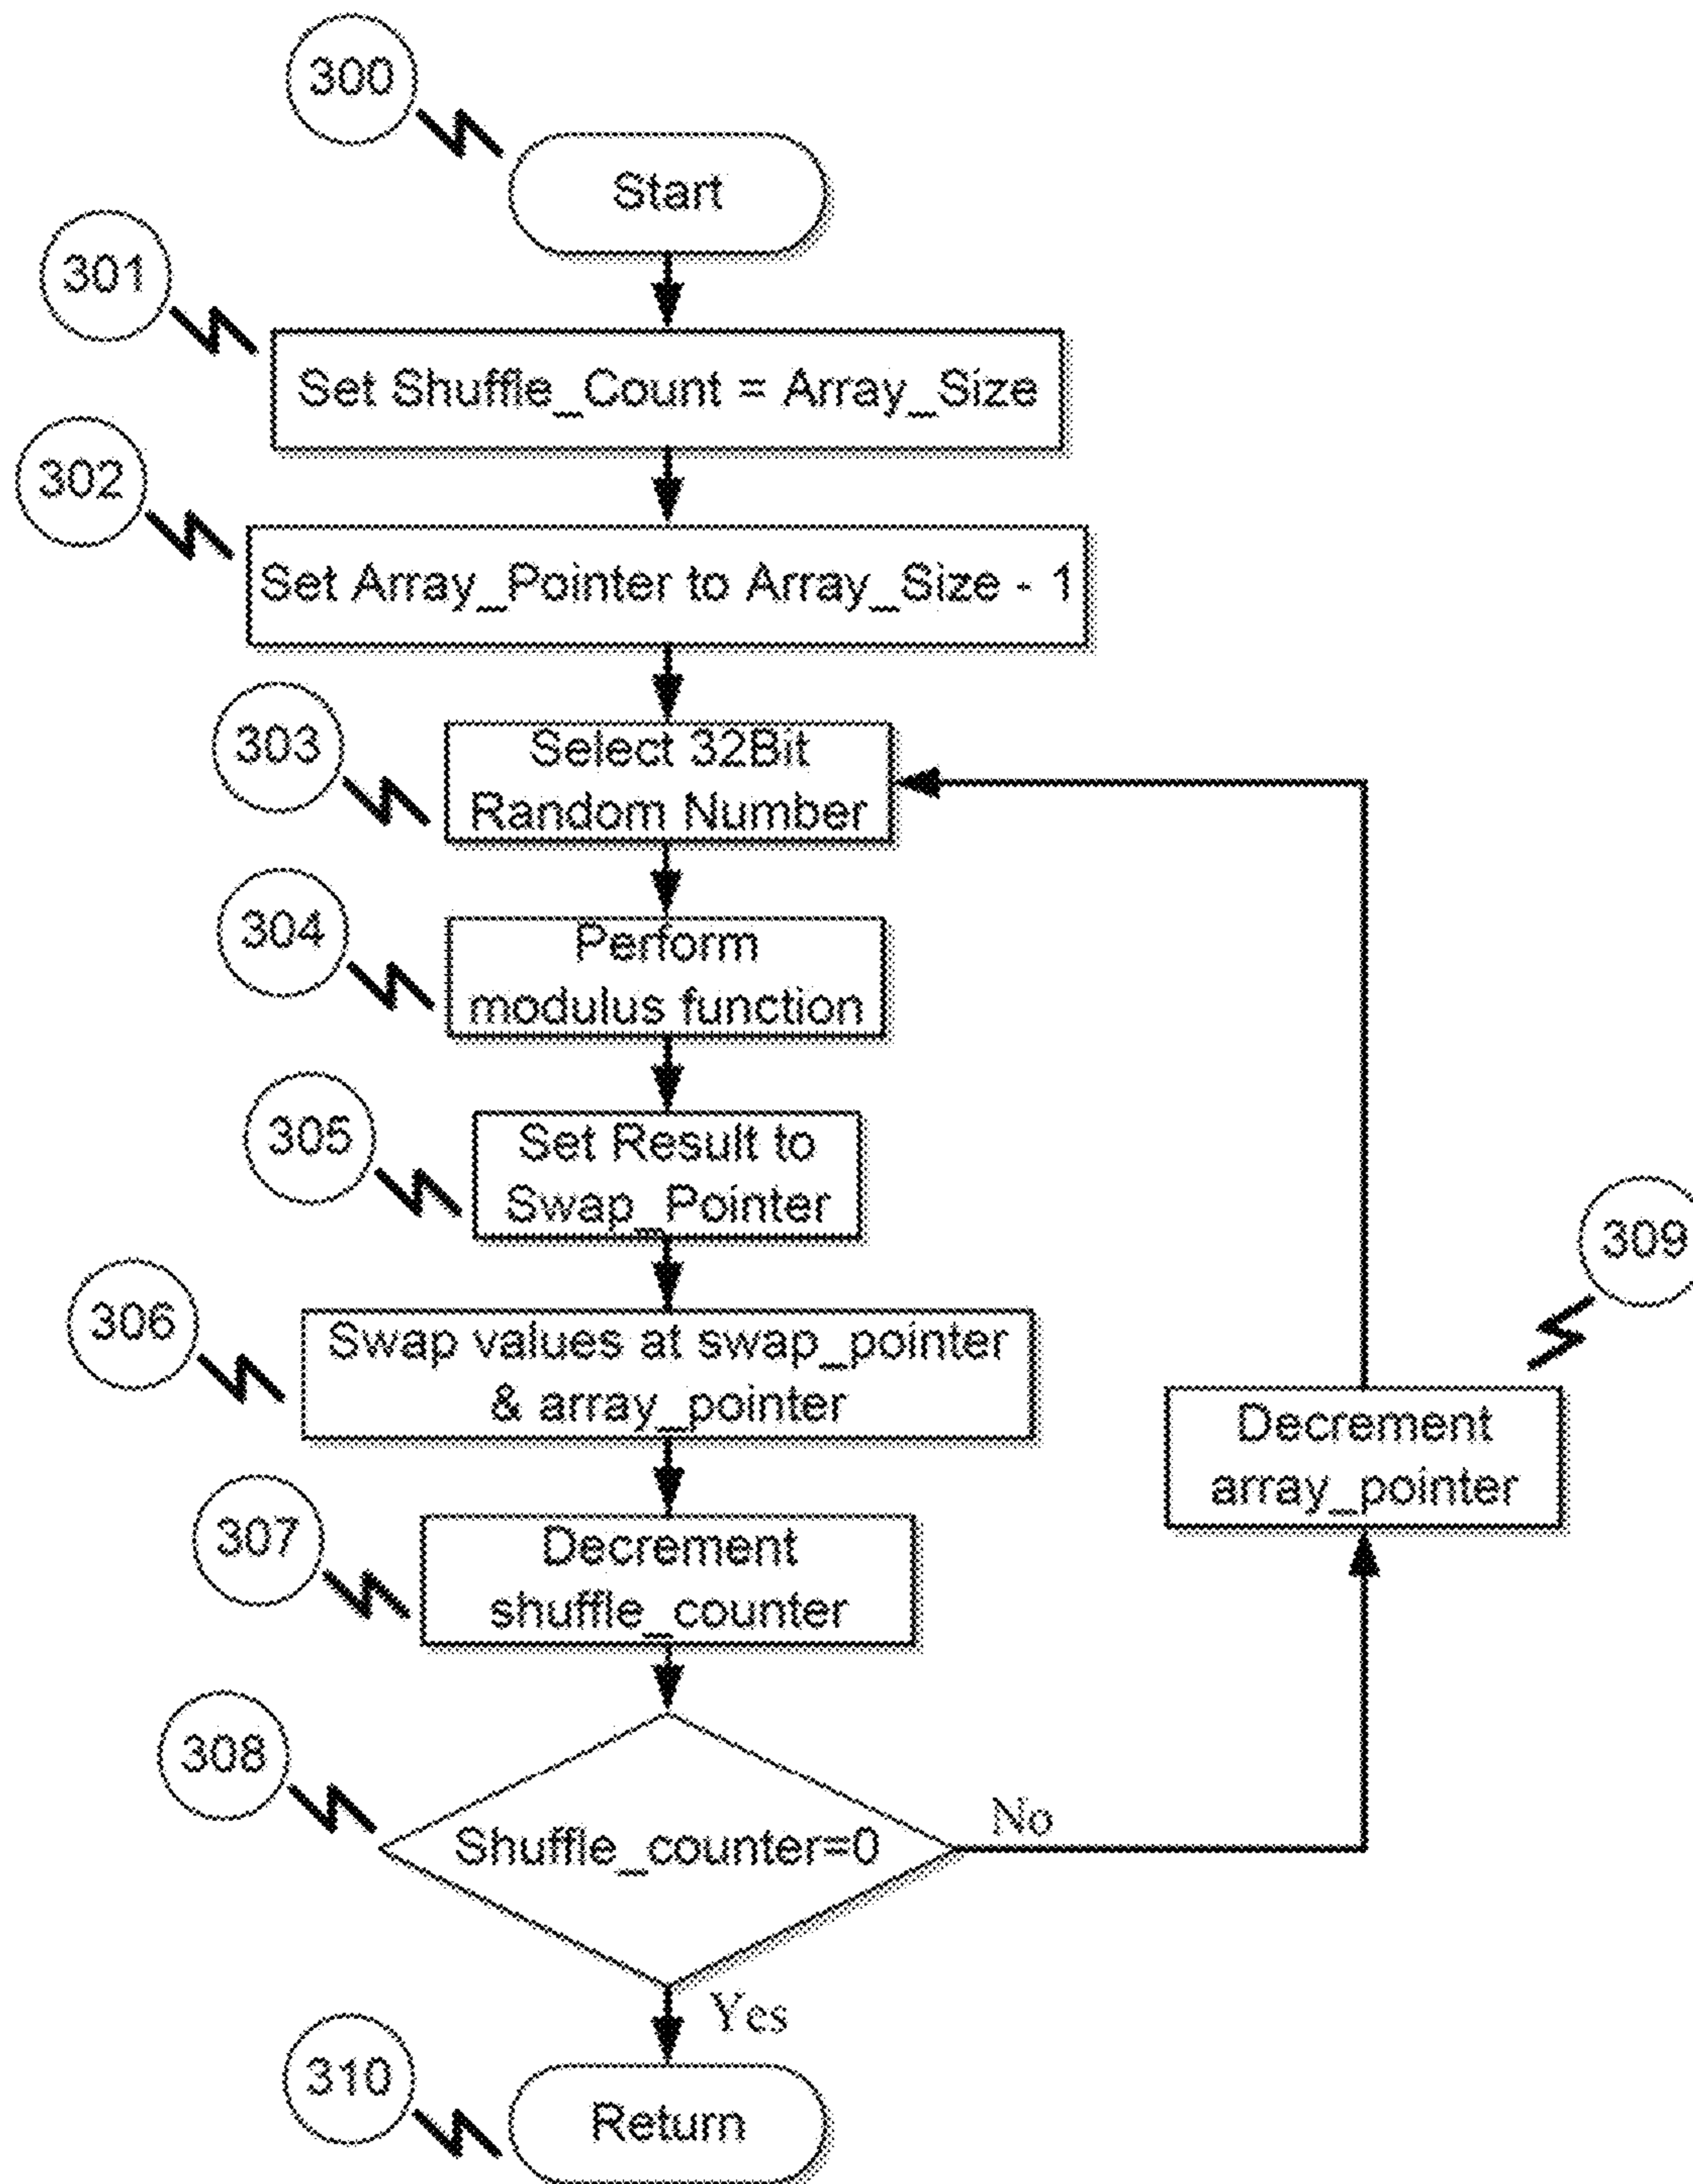 300
Start
301
Set Shuffle_Count = Array_Size
302
Set Array_Pointer to Array_Size - 1
303
Select 32Bit
Random Number
304
Perform
modulus function
305
Set Result to
Swap_Pointer
306
Swap values at swap_pointer
& array_pointer
307
Decrement
shuffle_counter
308
Shuffle_counter=0
No
309
Decrement
array_pointer
Yes
310
Return